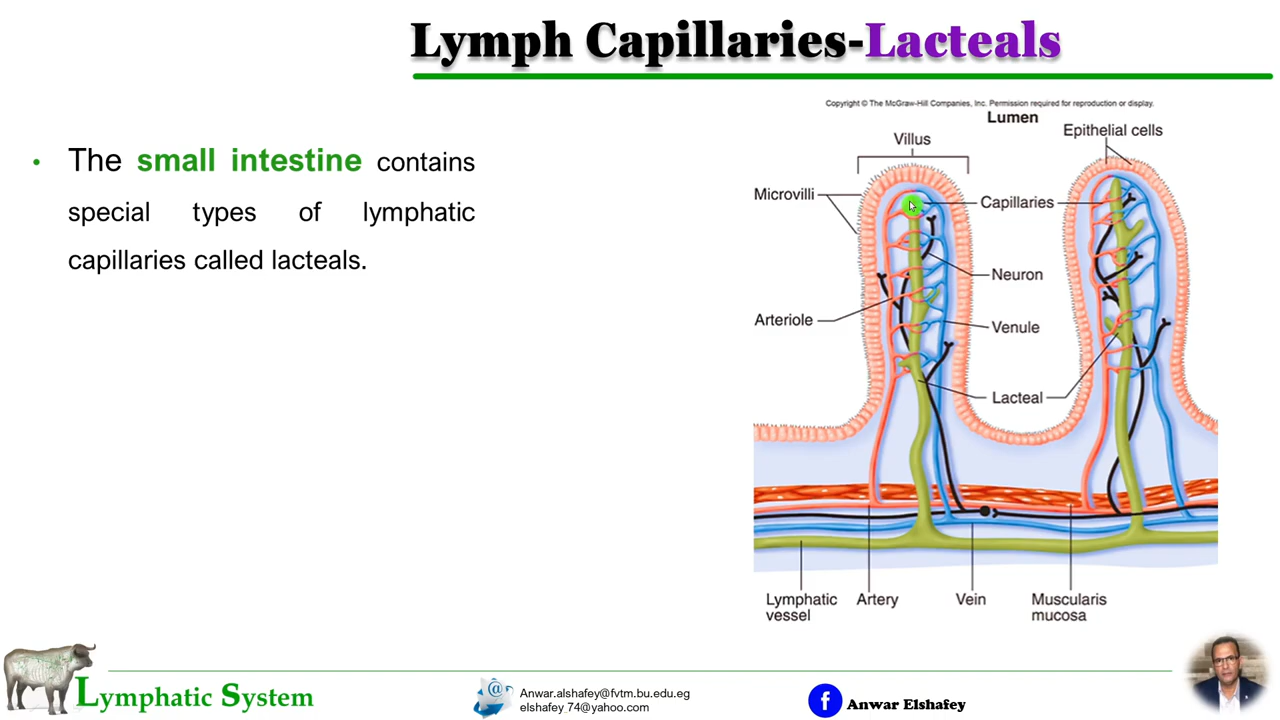 Lymph Capillaries-Lacteals
• The small intestine contains
special types of lymphatic
capillaries called lacteals.
Copyright © The McGraw-Hill Companies, Inc. Permission required for reproduction or display.
Lumen
Villus
Epithelial cells
Microvilli
Capillaries
Neuron
Arteriole
Venule
Lacteal
Lymphatic
vessel
Artery
Vein
Muscularis
mucosa
Lymphatic System
Anwar.alshafey@fvtm.bu.edu.eg
elshafey_74@yahoo.com
f
Anwar Elshafey